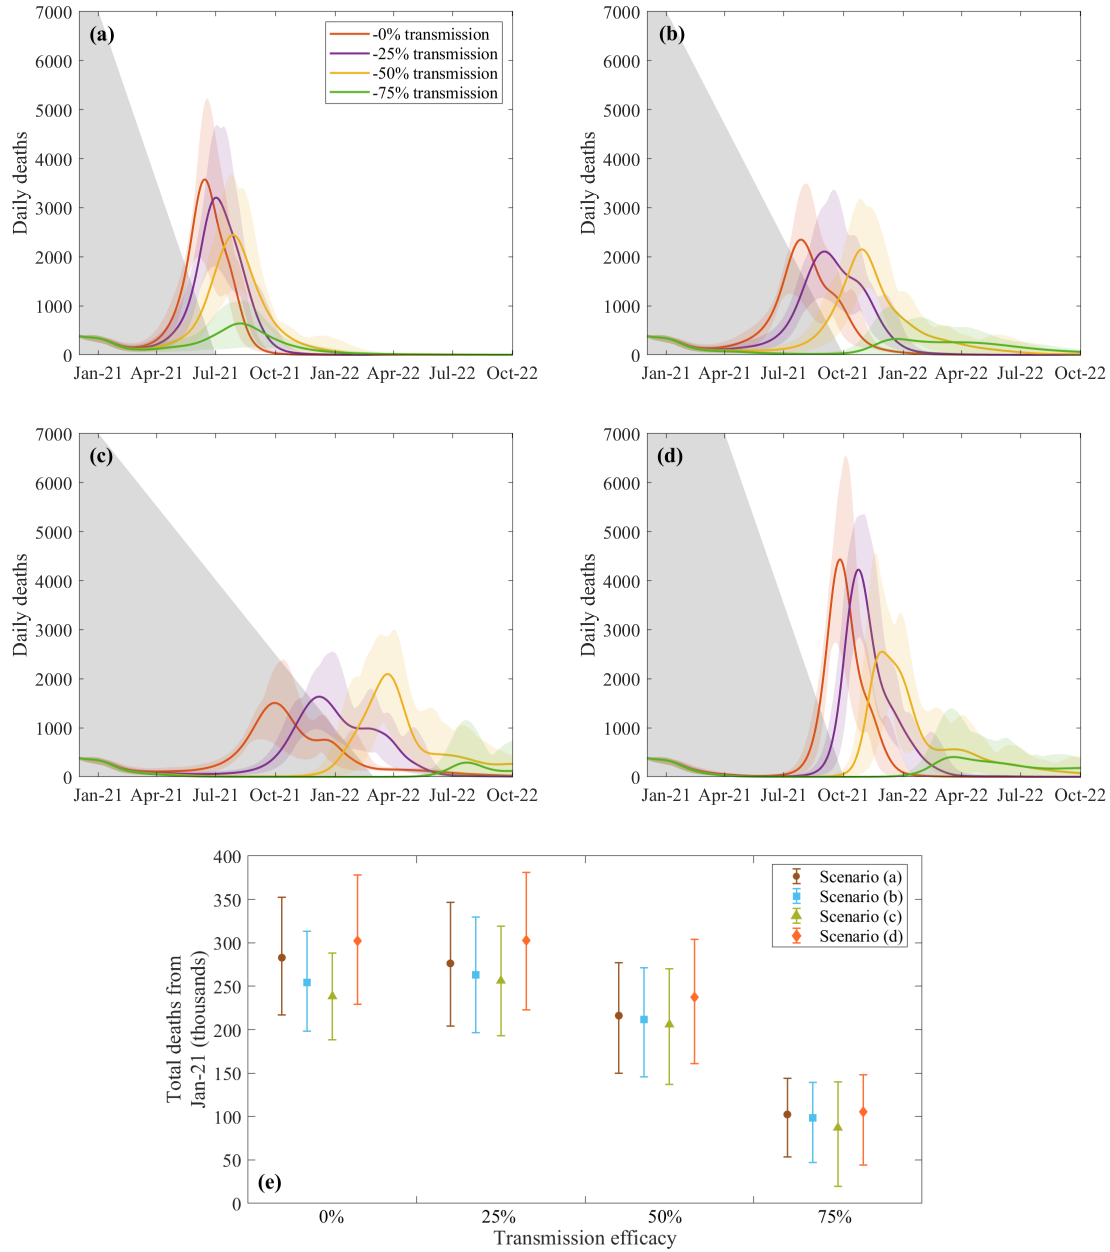 (a)
-0% transmission
-25% transmission
-50% transmission
-75% transmission
Daily deaths
7000
6000
5000
4000
3000
2000
1000
0
Jan-21 Apr-21 Jul-21 Oct-21 Jan-22 Apr-22 Jul-22 Oct-22
(b)
Daily deaths
7000
6000
5000
4000
3000
2000
1000
0
Jan-21 Apr-21 Jul-21 Oct-21 Jan-22 Apr-22 Jul-22 Oct-22
(c)
Daily deaths
7000
6000
5000
4000
3000
2000
1000
0
Jan-21 Apr-21 Jul-21 Oct-21 Jan-22 Apr-22 Jul-22 Oct-22
(d)
Daily deaths
7000
6000
5000
4000
3000
2000
1000
0
Jan-21 Apr-21 Jul-21 Oct-21 Jan-22 Apr-22 Jul-22 Oct-22
Total deaths from
Jan-21 (thousands)
400
350
300
250
200
150
100
50
0
Scenario (a)
Scenario (b)
Scenario (c)
Scenario (d)
(e)
0% 25% 50% 75%
Transmission efficacy